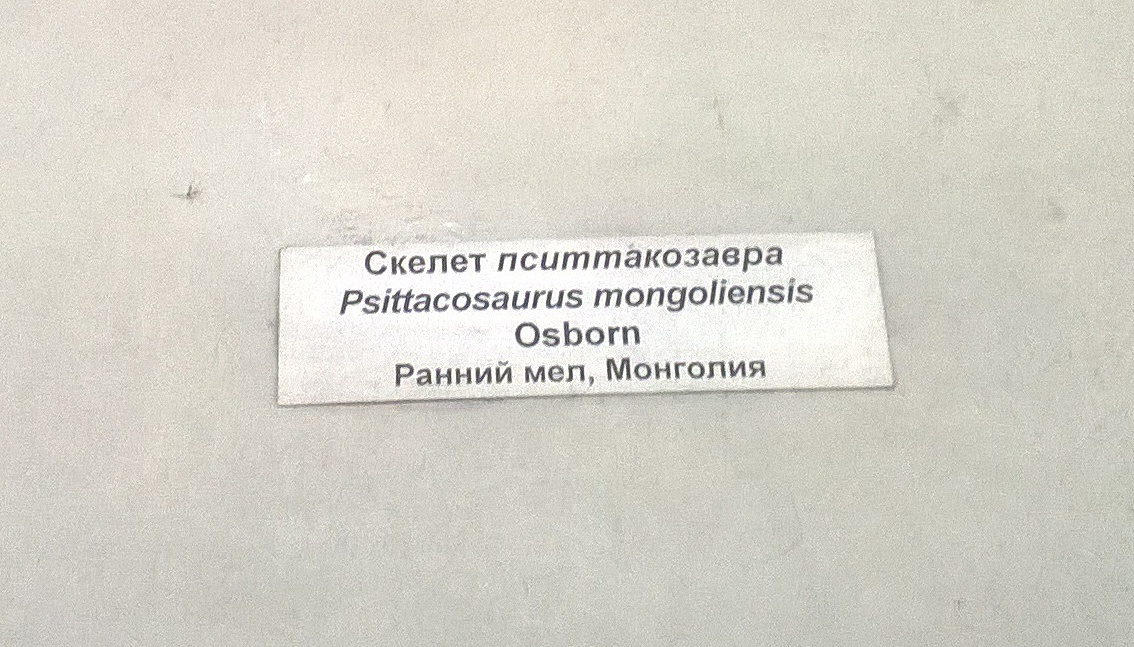 Скелет пситтакозавра
Psittacosaurus mongoliensis
Osborn
Ранний мел, Монголия